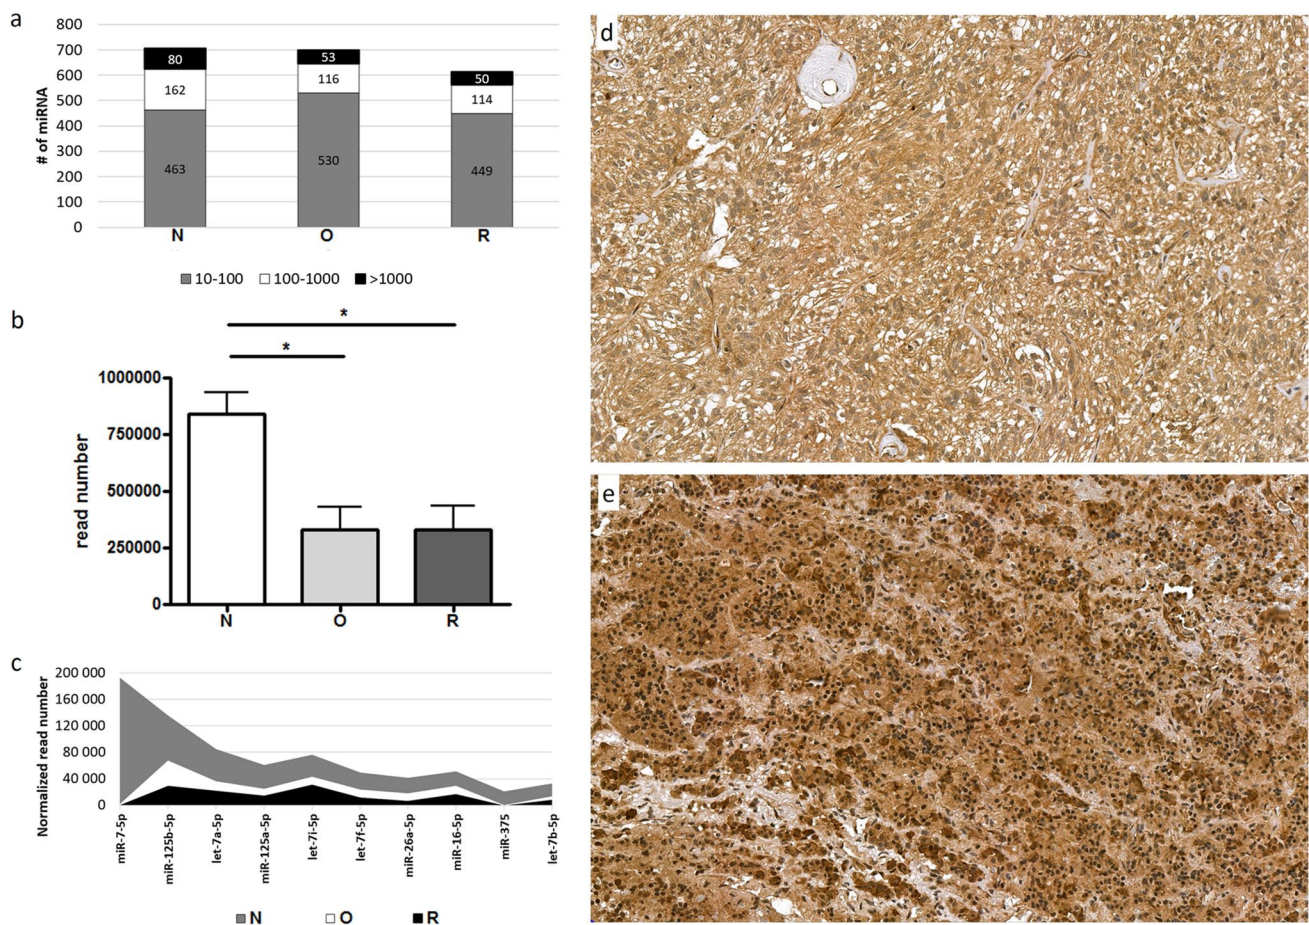 a
# of miRNA
800
700
600
500
400
300
200
100
0
80
162
463
53
116
530
50
114
449
N O R
10-100 100-1000 >1000
b
*
*
read number
1000000
750000
500000
250000
0
N O R
c
Normalized read number
200 000
160 000
120 000
80 000
40 000
0
miR-7-5p
miR-125b-5p
let-7a-5p
miR-125a-5p
let-7i-5p
let-7f-5p
miR-26a-5p
miR-16-5p
miR-375
let-7b-5p
N O R
d
e